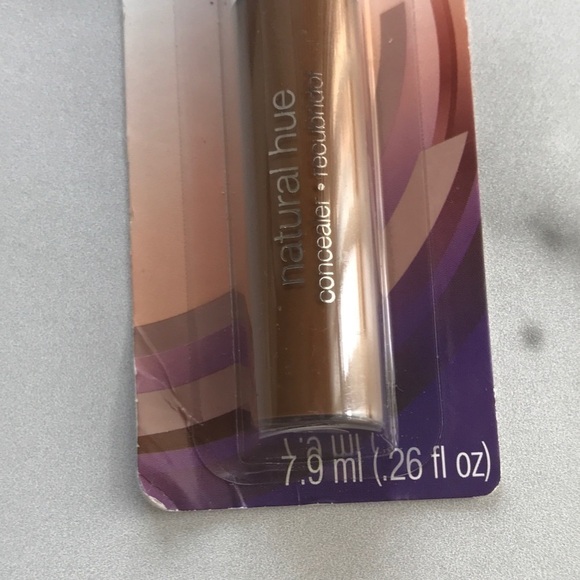 natural hue
concealer • recubridor
7.9 ml (.26 fl oz)